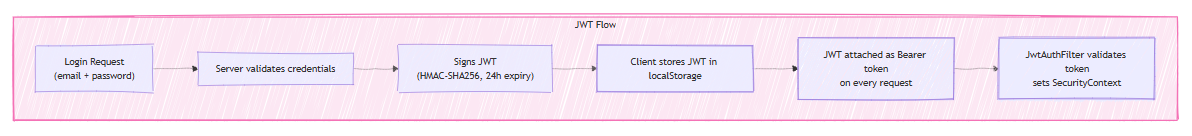 JWT Flow
Login Request
(email + password)
Server validates credentials
Signs JWT
(HMAC-SHA256, 24h expiry)
Client stores JWT in
localStorage
JWT attached as Bearer
token
on every request
JwtAuthFilter validates
token
sets SecurityContext